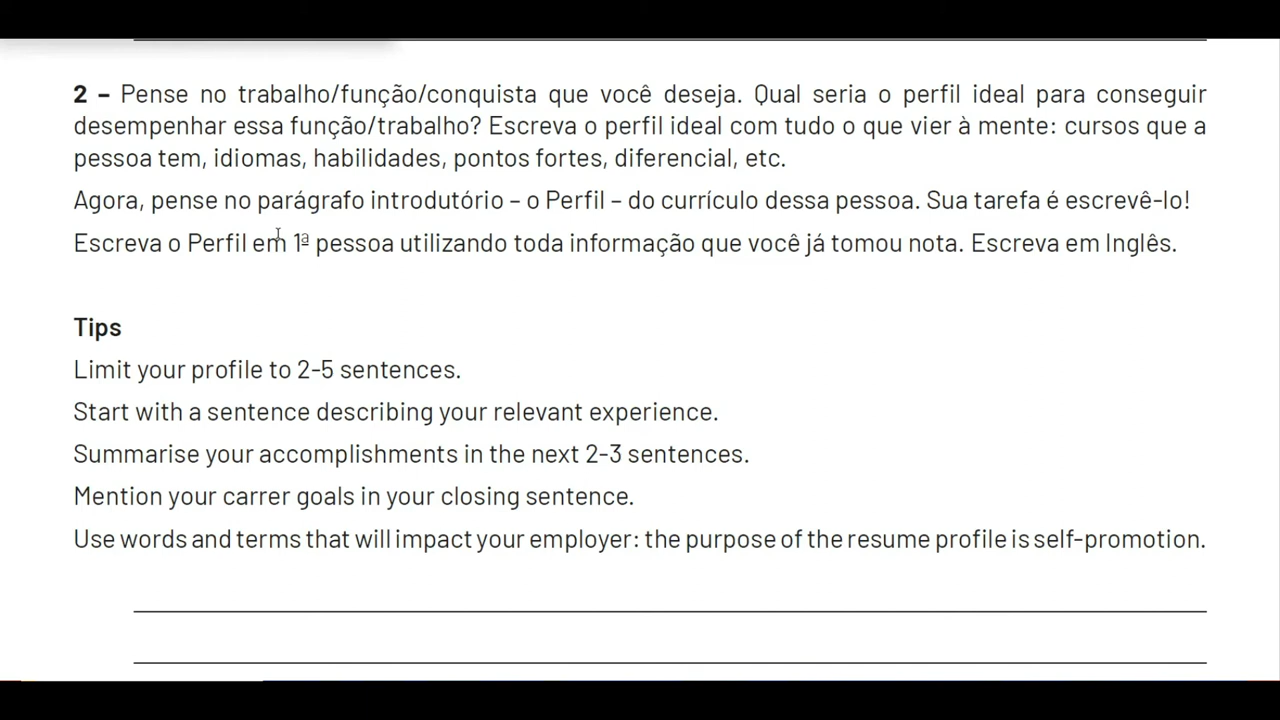 2 – Pense no trabalho/função/conquista que você deseja. Qual seria o perfil ideal para conseguir
desempenhar essa função/trabalho? Escreva o perfil ideal com tudo o que vier à mente: cursos que a
pessoa tem, idiomas, habilidades, pontos fortes, diferencial, etc.
Agora, pense no parágrafo introdutório – o Perfil – do currículo dessa pessoa. Sua tarefa é escrevê-lo!
Escreva o Perfil em 1ª pessoa utilizando toda informação que você já tomou nota. Escreva em Inglês.
Tips
Limit your profile to 2-5 sentences.
Start with a sentence describing your relevant experience.
Summarise your accomplishments in the next 2-3 sentences.
Mention your carrer goals in your closing sentence.
Use words and terms that will impact your employer: the purpose of the resume profile is self-promotion.